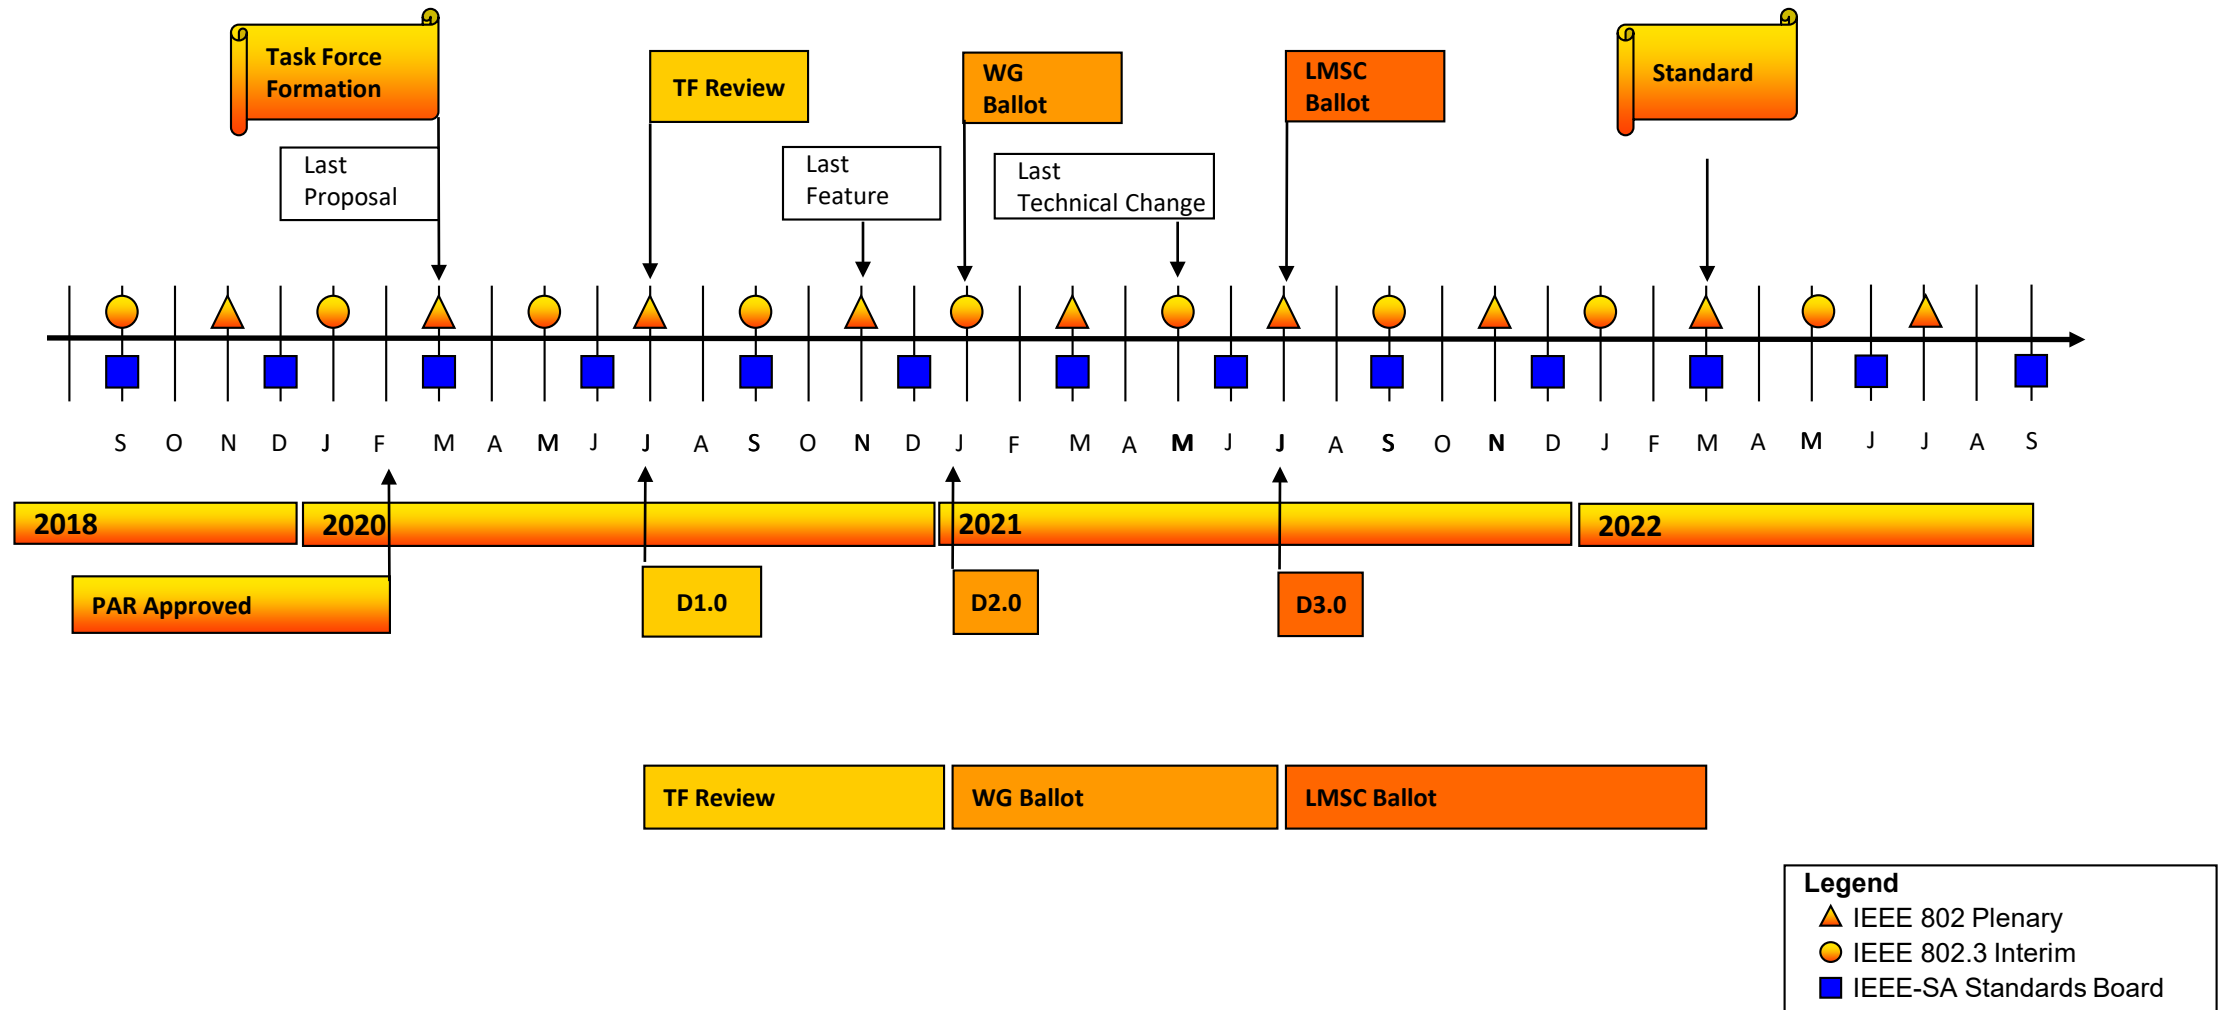 Task Force
Formation
TF Review
WG
Ballot
LMSC
Ballot
Standard
Last
Proposal
Last
Feature
Last
Technical Change
S O N D J F M A M J J A S O N D J F M A M J J A S O N D J F M A M J J A S
2018 2020 2021 2022
PAR Approved
D1.0
D2.0
D3.0
TF Review
WG Ballot
LMSC Ballot
Legend
IEEE 802 Plenary
IEEE 802.3 Interim
IEEE-SA Standards Board